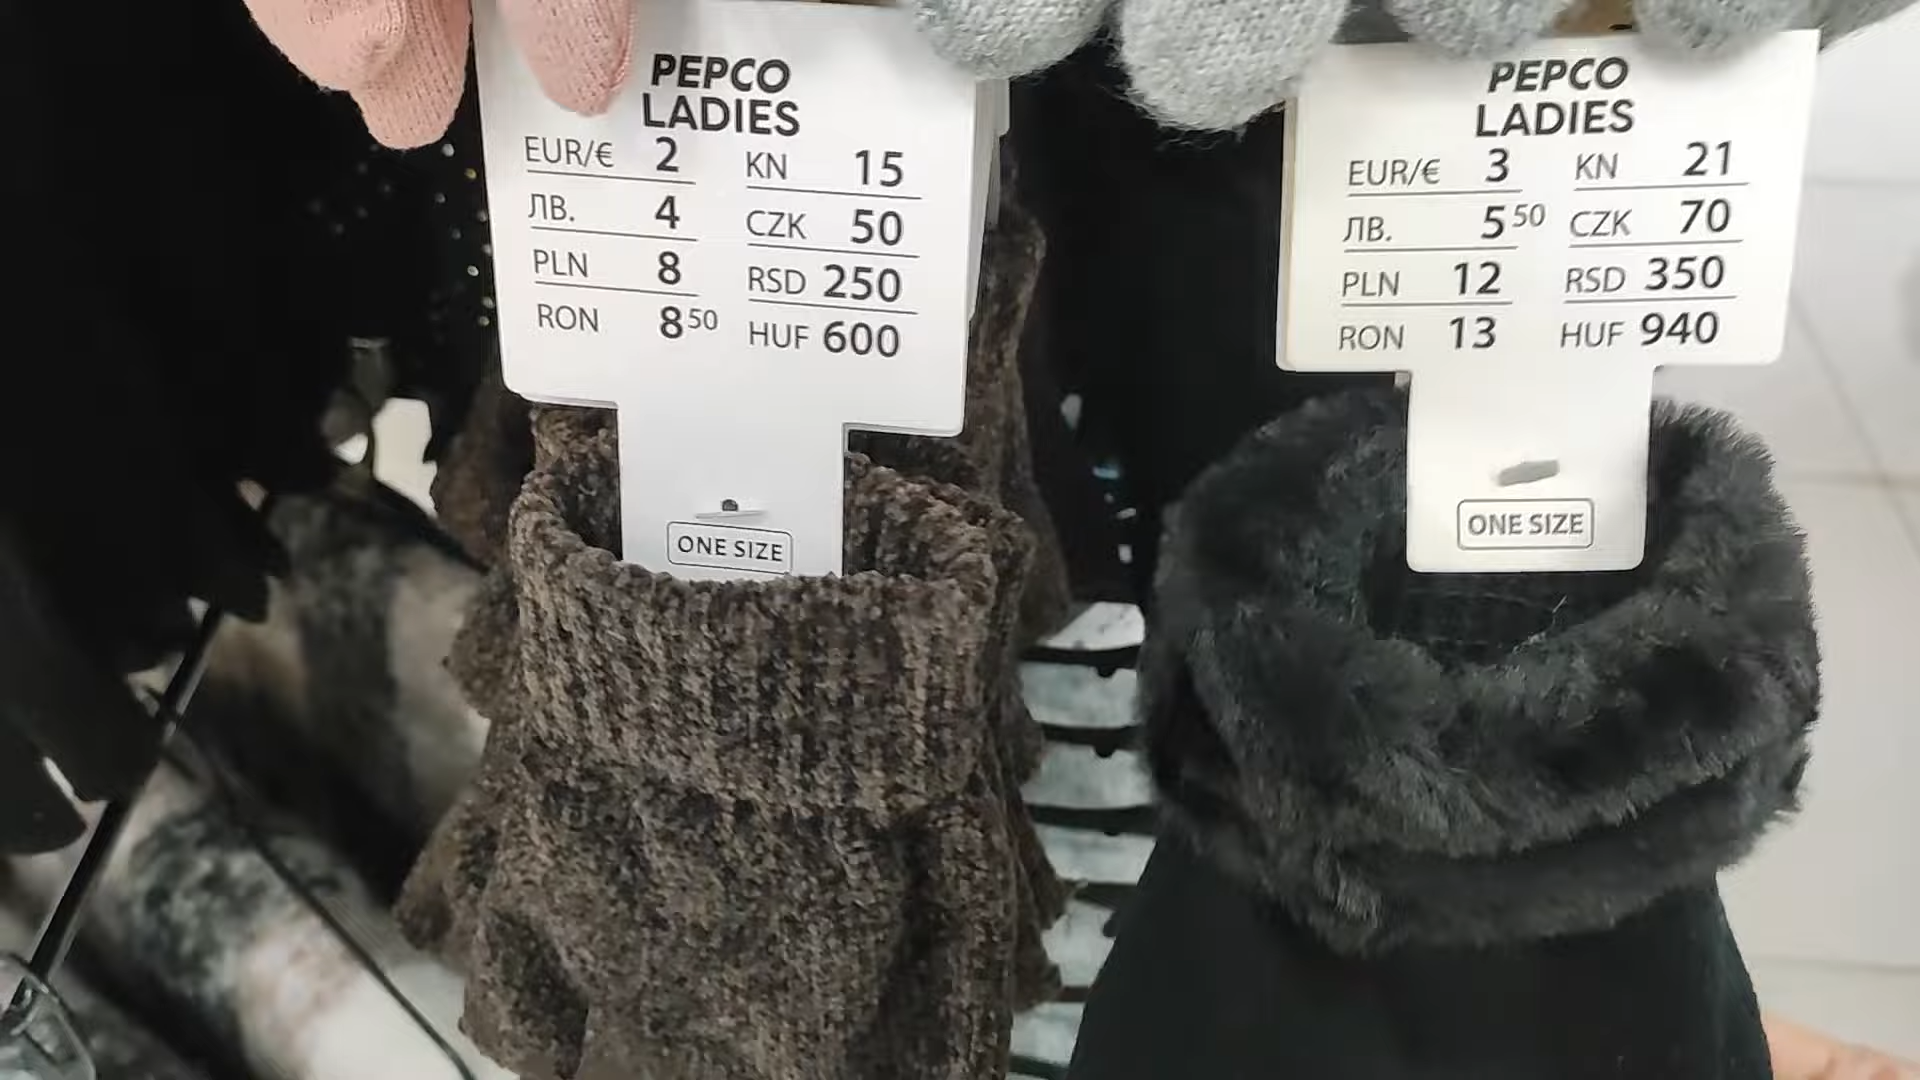 PEPCO
LADIES
EUR/€ 2 KN 15
ЛВ. 4 CZK 50
PLN 8 RSD 250
RON 8 50 HUF 600
ONE SIZE
PEPCO
LADIES
EUR/€ 3 KN 21
ЛВ. 5 50 CZK 70
PLN 12 RSD 350
RON 13 HUF 940
ONE SIZE